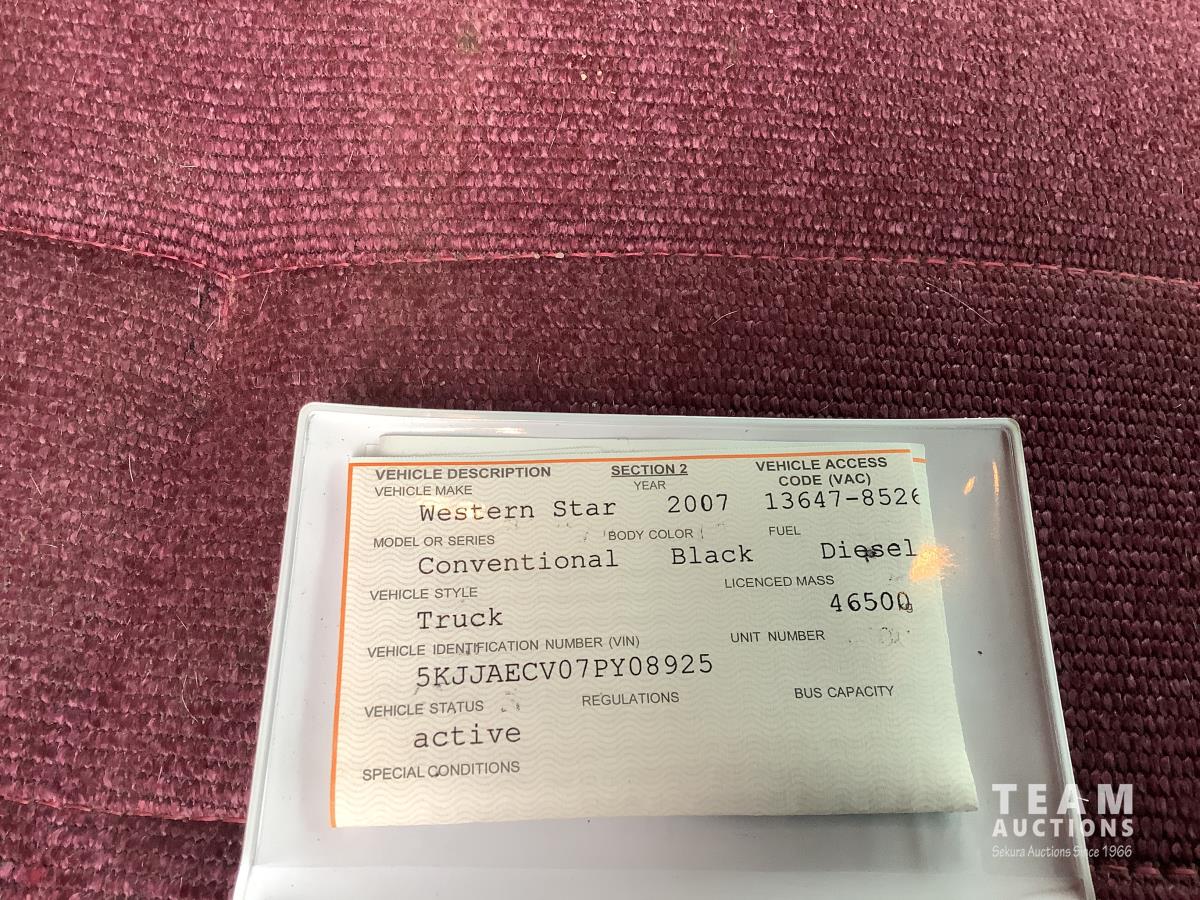 VEHICLE DESCRIPTION SECTION 2 VEHICLE ACCESS
VEHICLE MAKE YEAR CODE (VAC)
Western Star 2007 13647-8526
MODEL OR SERIES BODY COLOR FUEL
Conventional Black Diesel
VEHICLE STYLE LICENCED MASS
Truck 46500kg
VEHICLE IDENTIFICATION NUMBER (VIN) UNIT NUMBER
5KJJAECV07PY08925
VEHICLE STATUS REGULATIONS BUS CAPACITY
active
SPECIAL CONDITIONS
TEAM
AUCTIONS
Sekura Auctions Since 1966